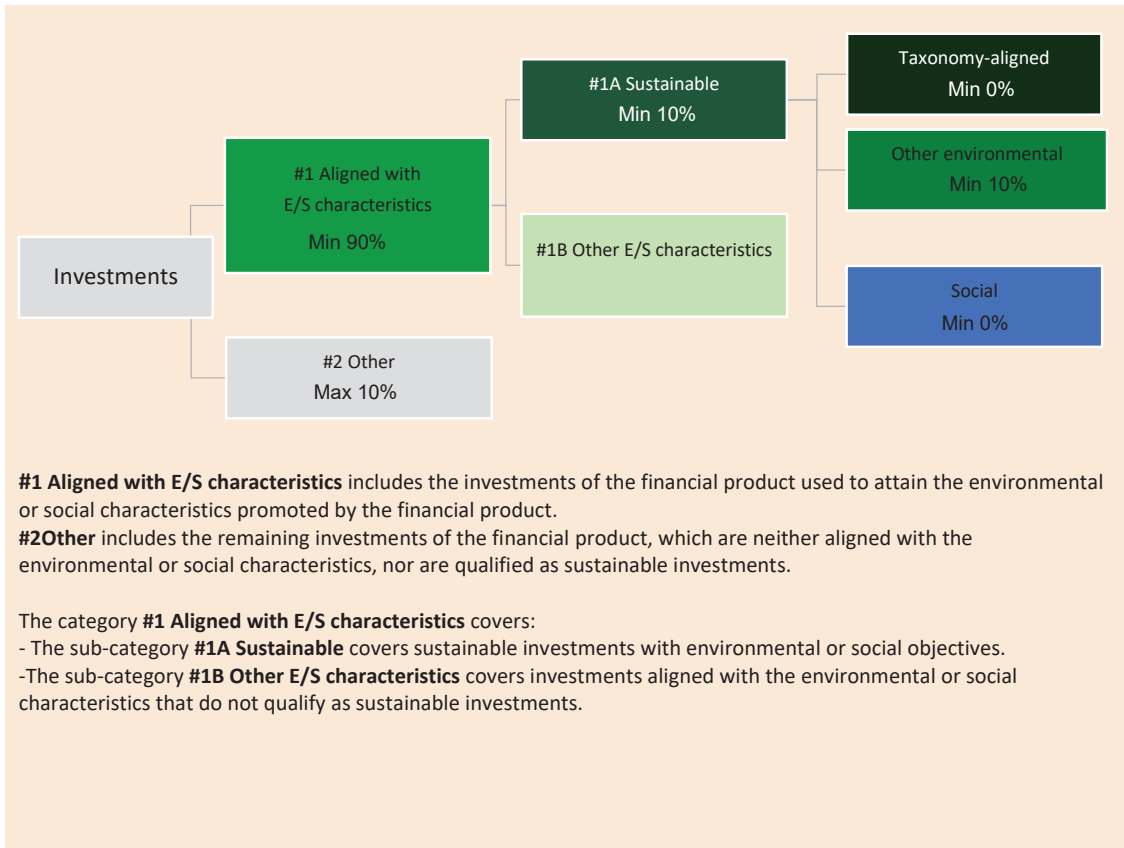 Investments
#1 Aligned with
E/S characteristics
Min 90%
#2 Other
Max 10%
#1A Sustainable
Min 10%
#1B Other E/S characteristics
Taxonomy-aligned
Min 0%
Other environmental
Min 10%
Social
Min 0%
#1 Aligned with E/S characteristics includes the investments of the financial product used to attain the environmental
or social characteristics promoted by the financial product.
#2Other includes the remaining investments of the financial product, which are neither aligned with the
environmental or social characteristics, nor are qualified as sustainable investments.
The category #1 Aligned with E/S characteristics covers:
- The sub-category #1A Sustainable covers sustainable investments with environmental or social objectives.
-The sub-category #1B Other E/S characteristics covers investments aligned with the environmental or social
characteristics that do not qualify as sustainable investments.